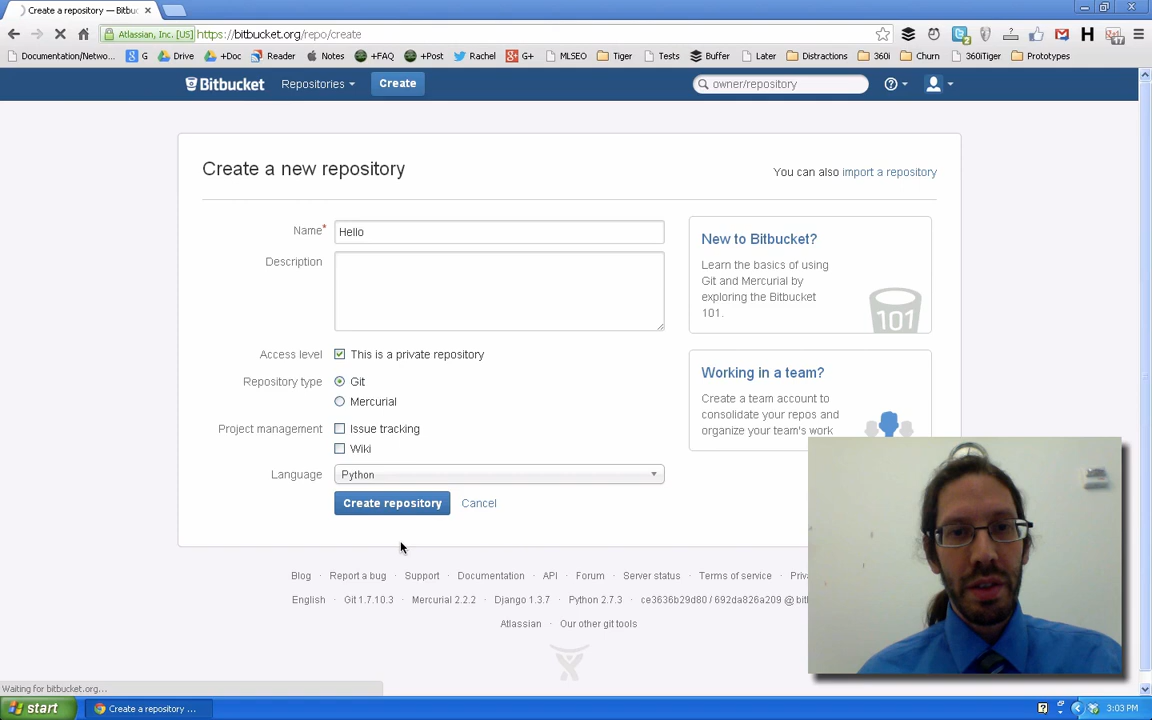 Create a repository — Bitbu
Atlassian, Inc. [US] https://bitbucket.org/repo/create
Documentation/Netwo... G Drive +Doc Reader Notes +FAQ +Post Rachel G+ MLSEO Tiger Tests Buffer Later Distractions 360i Churn 360iTiger Prototypes
Bitbucket Repositories Create owner/repository
Create a new repository
You can also import a repository
Name* Hello
Description
Access level This is a private repository
Repository type Git
Mercurial
Project management Issue tracking
Wiki
Language Python
Create repository Cancel
New to Bitbucket?
Learn the basics of using
Git and Mercurial by
exploring the Bitbucket
101.
101
Working in a team?
Create a team account to
consolidate your repos and
organize your team's work
Blog · Report a bug · Support · Documentation · API · Forum · Server status · Terms of service · Priva
English · Git 1.7.10.3 · Mercurial 2.2.2 · Django 1.3.7 · Python 2.7.3 · ce3636b29d80 / 692da826a209 @ bit
Atlassian · Our other git tools
Waiting for bitbucket.org...
start Create a repository ... 3:03 PM